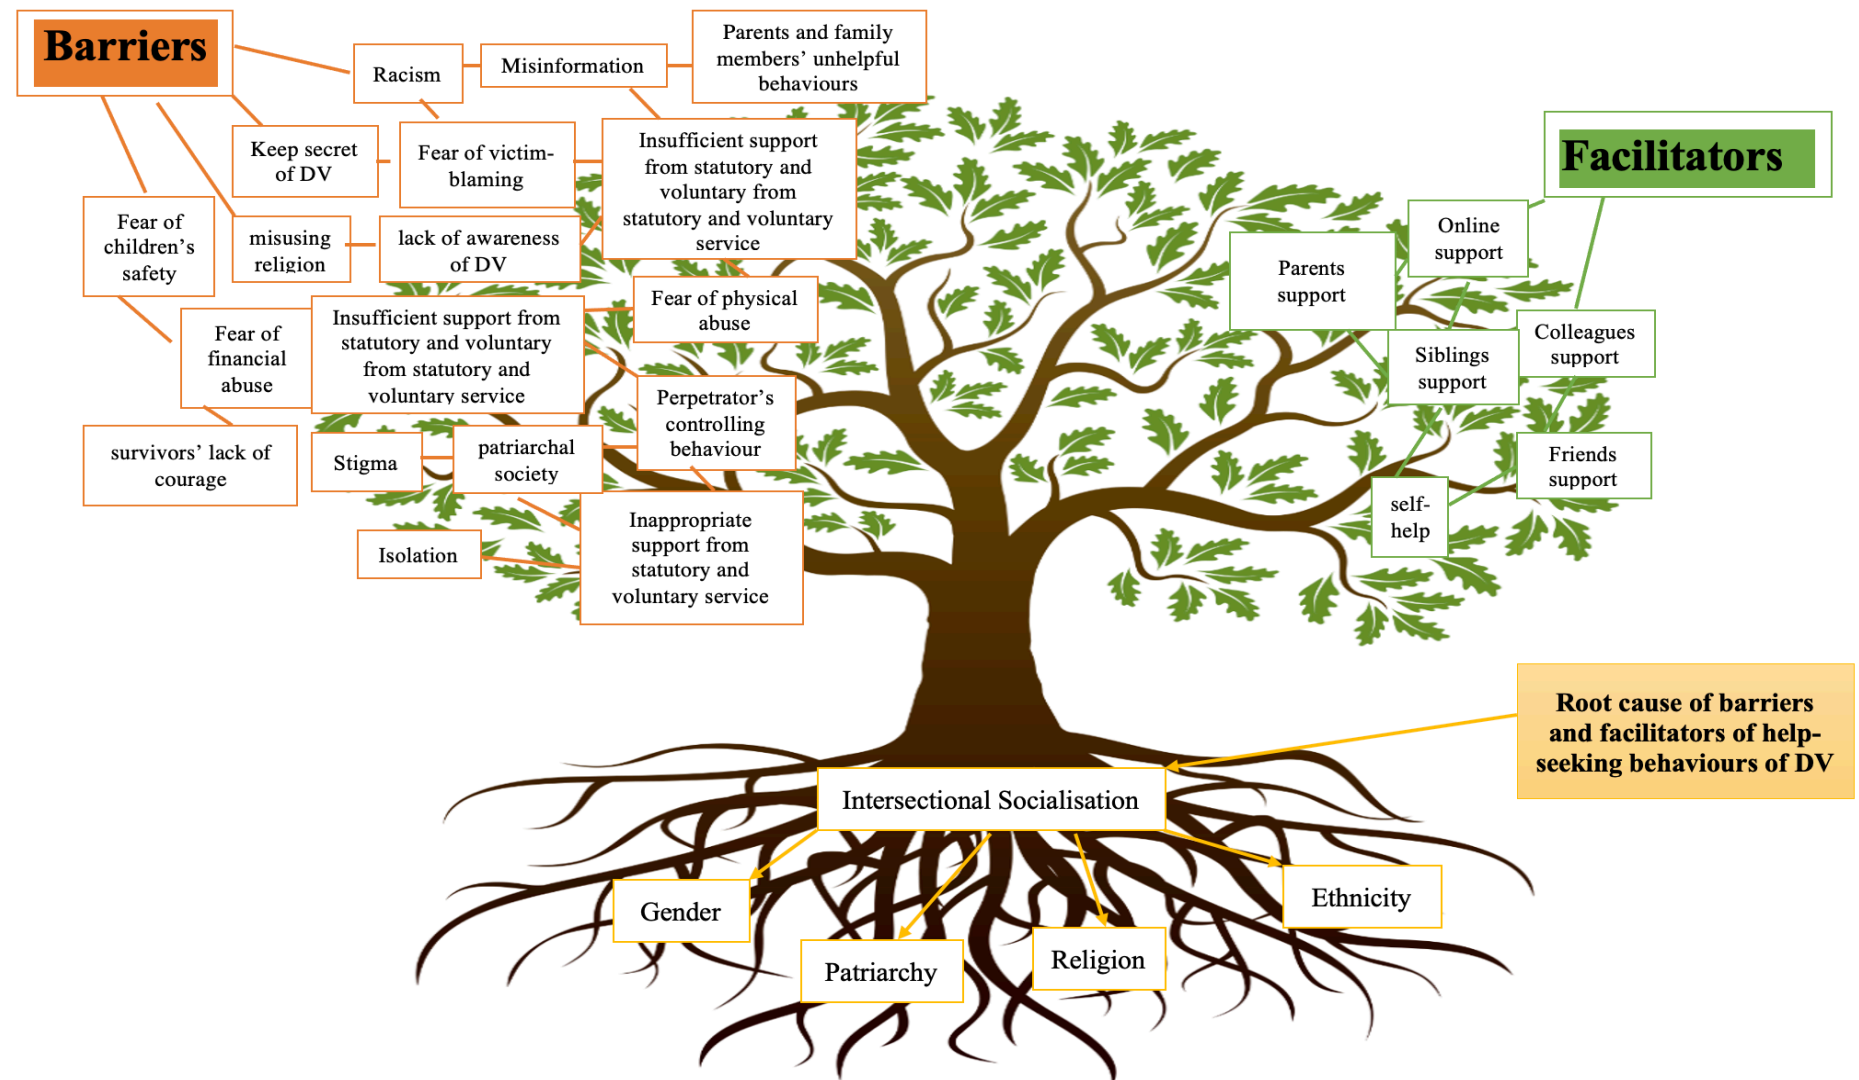 Barriers
Racism
Misinformation
Parents and family
members’ unhelpful
behaviours
Keep secret
of DV
Fear of victim-
blaming
Insufficient support
from statutory and
voluntary from
statutory and voluntary
service
Fear of
children’s
safety
misusing
religion
lack of awareness
of DV
Fear of physical
abuse
Fear of
financial
abuse
Insufficient support from
statutory and voluntary
from statutory and
voluntary service
Perpetrator’s
controlling
behaviour
survivors’ lack of
courage
Stigma
patriarchal
society
Isolation
Inappropriate
support from
statutory and
voluntary service
Facilitators
Online
support
Parents
support
Colleagues
support
Siblings
support
Friends
support
self-
help
Root cause of barriers
and facilitators of help-
seeking behaviours of DV
Intersectional Socialisation
Gender
Patriarchy
Religion
Ethnicity